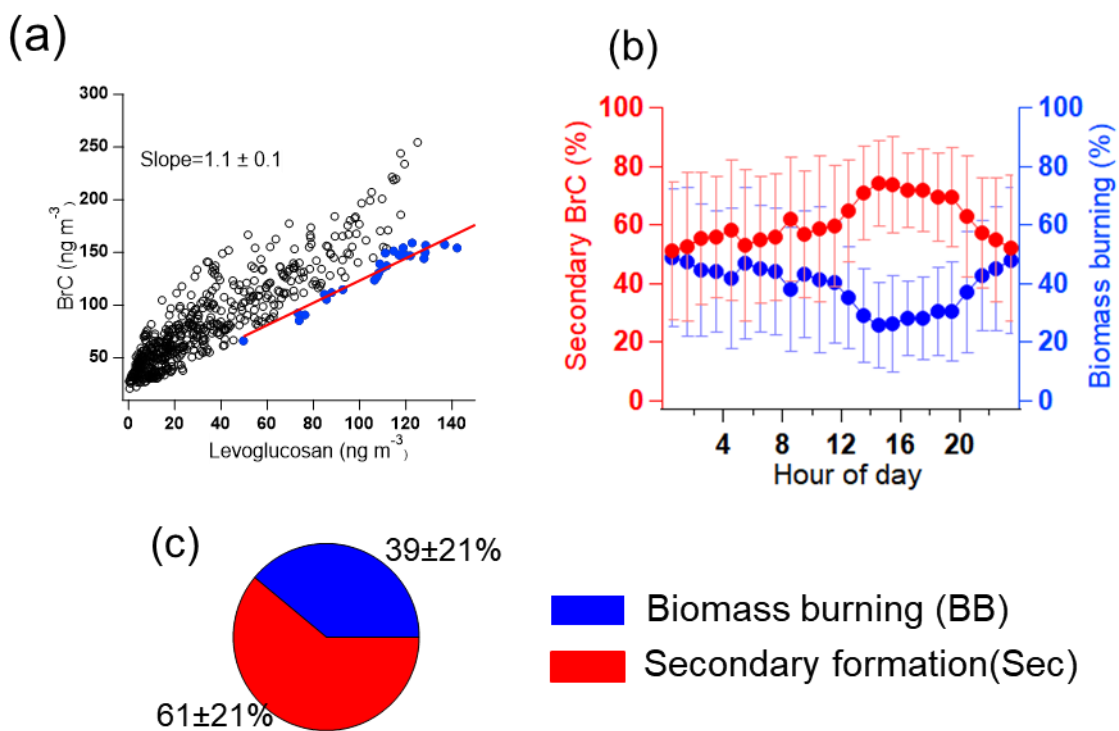 (a)
300
250
200
150
100
50
BrC (ng m⁻³)
Slope=1.1 ± 0.1
0 20 40 60 80 100 120 140
Levoglucosan (ng m⁻³)
(b)
100
80
60
40
20
0
Secondary BrC (%)
100
80
60
40
20
0
Biomass burning (%)
4 8 12 16 20
Hour of day
(c)
39±21%
61±21%
Biomass burning (BB)
Secondary formation(Sec)